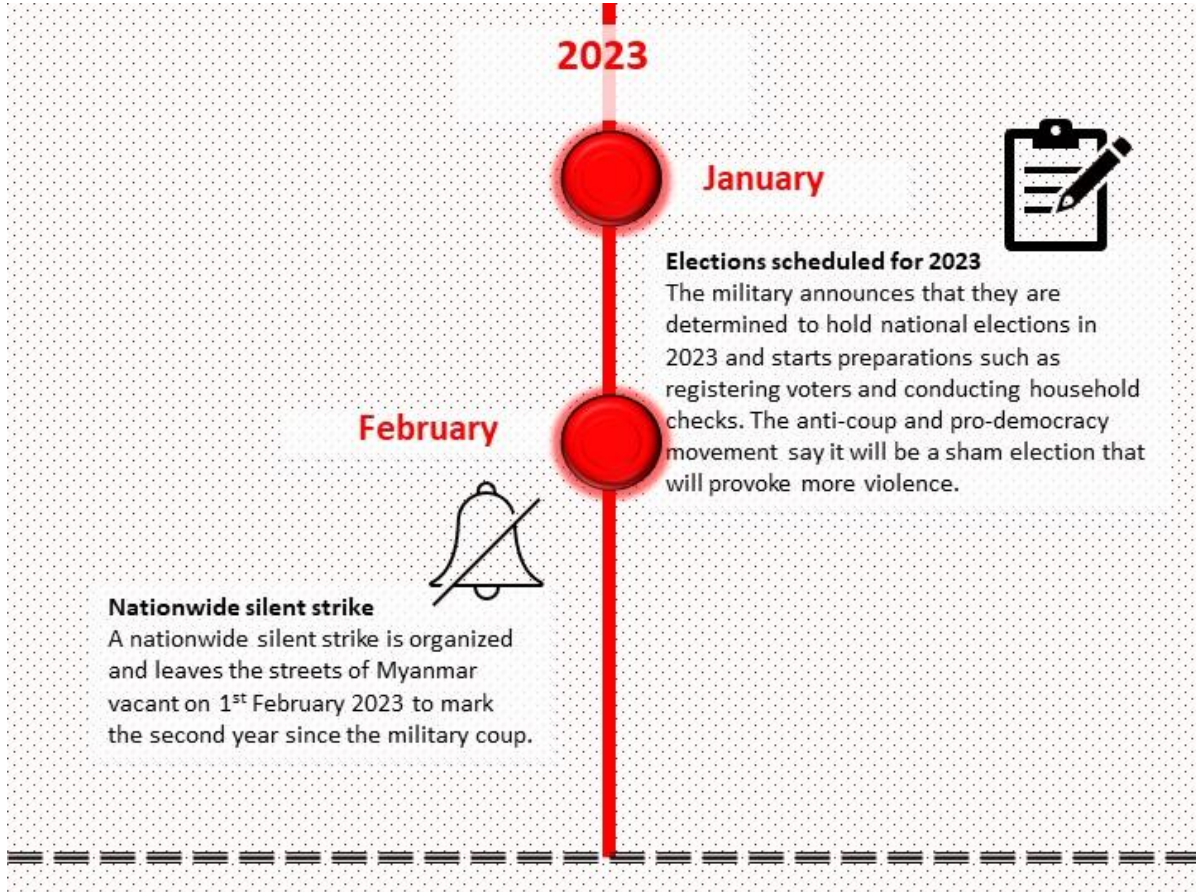 2023
January
Elections scheduled for 2023
The military announces that they are
determined to hold national elections in
2023 and starts preparations such as
registering voters and conducting household
checks. The anti-coup and pro-democracy
movement say it will be a sham election that
will provoke more violence.
February
Nationwide silent strike
A nationwide silent strike is organized
and leaves the streets of Myanmar
vacant on 1st February 2023 to mark
the second year since the military coup.